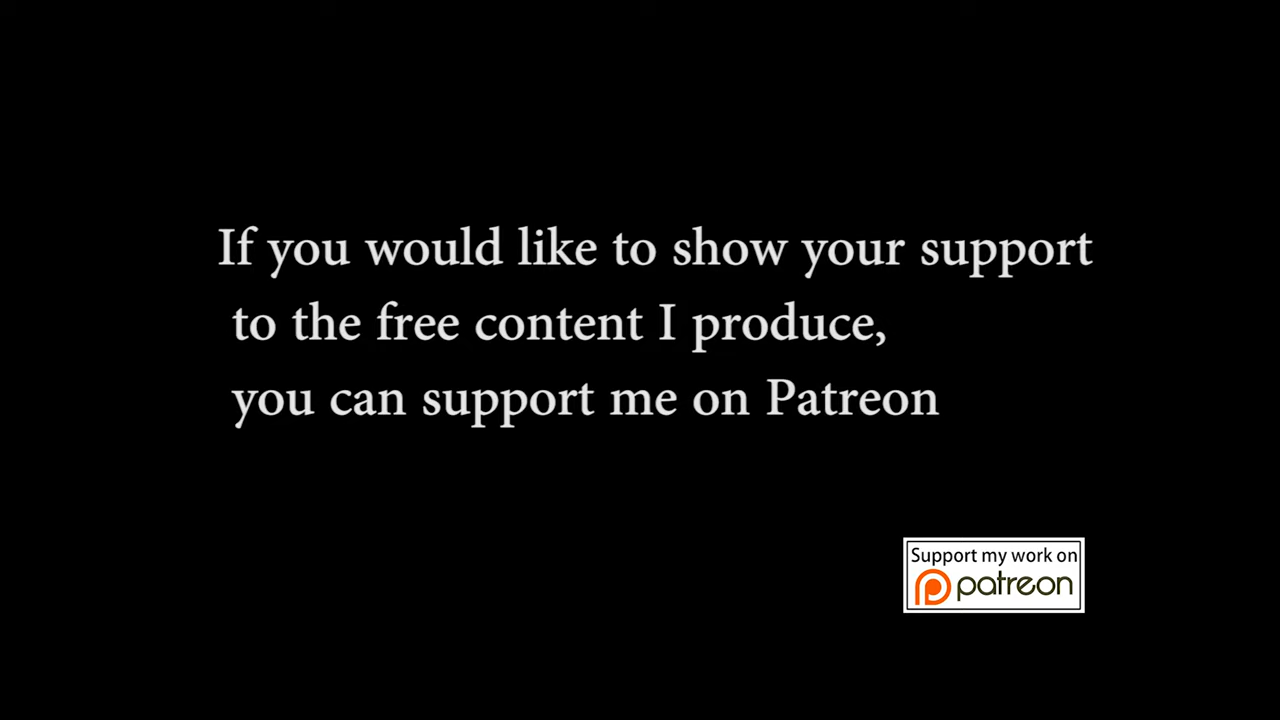 If you would like to show your support
to the free content I produce,
you can support me on Patreon
Support my work on
patreon